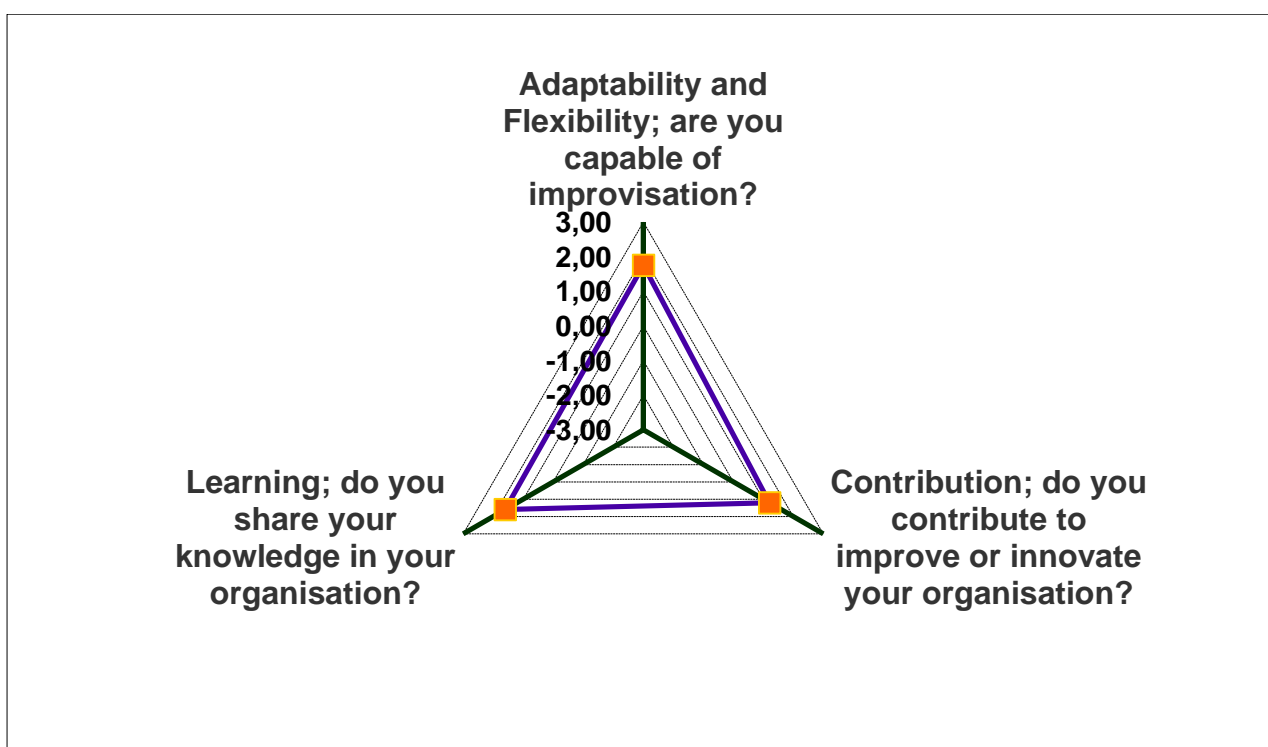 Adaptability and
Flexibility; are you
capable of
improvisation?
3,00
2,00
1,00
0,00
-1,00
-2,00
-3,00
Learning; do you
share your
knowledge in your
organisation?
Contribution; do you
contribute to
improve or innovate
your organisation?